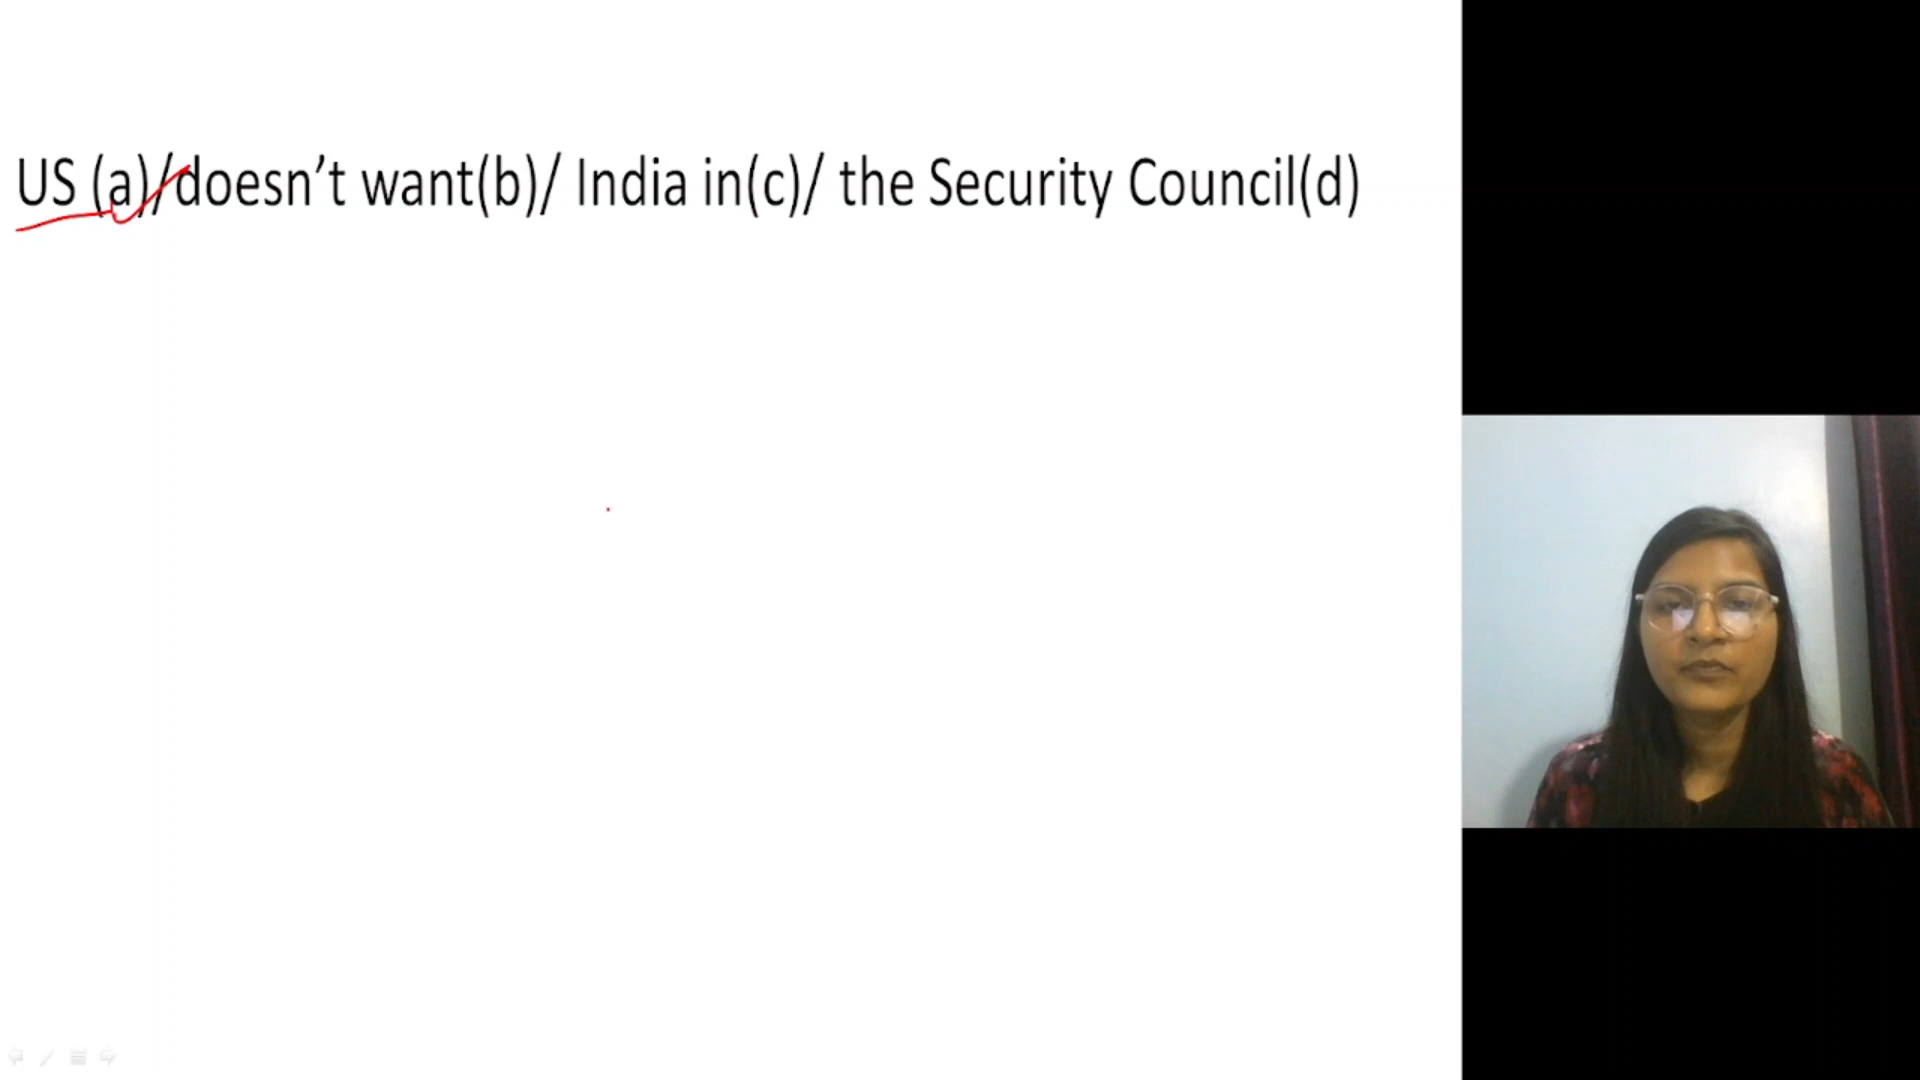 US (a)/doesn’t want(b)/ India in(c)/ the Security Council(d)